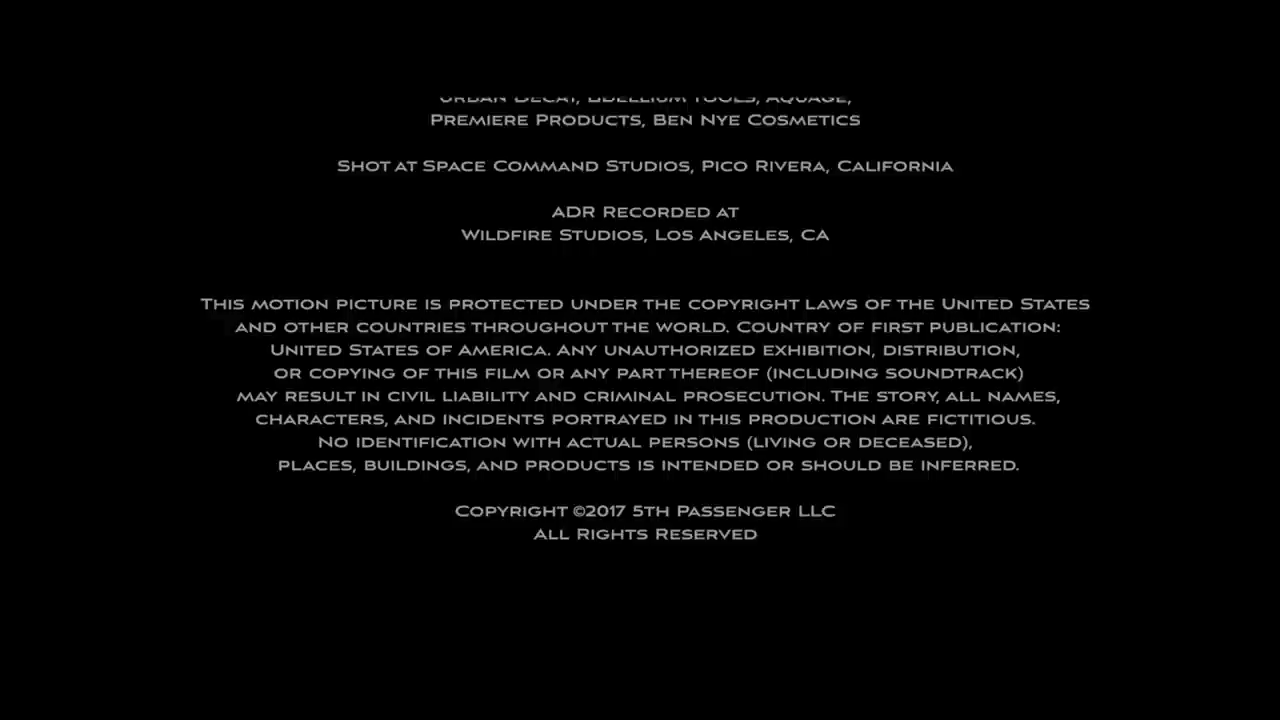 Urban Decay, Bdellium Tools, Aquage,
Premiere Products, Ben Nye Cosmetics
Shot at Space Command Studios, Pico Rivera, California
ADR Recorded at
Wildfire Studios, Los Angeles, CA
This motion picture is protected under the copyright laws of the United States
and other countries throughout the world. Country of first publication:
United States of America. Any unauthorized exhibition, distribution,
or copying of this film or any part thereof (including soundtrack)
may result in civil liability and criminal prosecution. The story, all names,
characters, and incidents portrayed in this production are fictitious.
No identification with actual persons (living or deceased),
places, buildings, and products is intended or should be inferred.
Copyright ©2017 5th Passenger LLC
All Rights Reserved